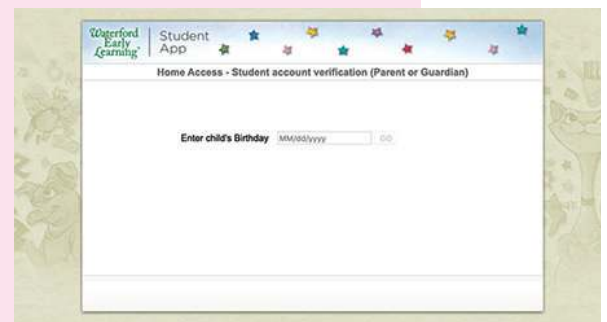 Waterford
Early
Learning
Student
App
Home Access - Student account verification (Parent or Guardian)
Enter child's Birthday MM/dd/yyyy GO